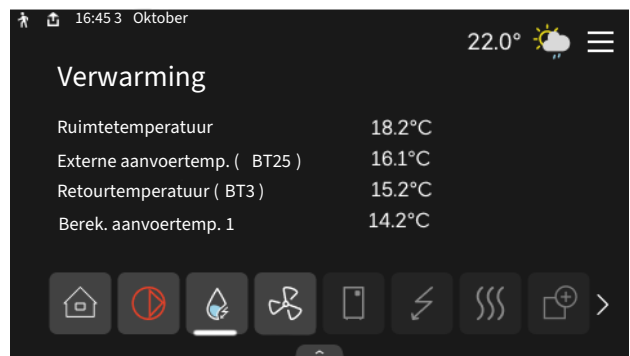 16:45 3 Oktober
22.0°
Verwarming
Ruimtetemperatuur 18.2°C
Externe aanvoertemp. ( BT25 ) 16.1°C
Retourtemperatuur ( BT3 ) 15.2°C
Berek. aanvoertemp. 1 14.2°C